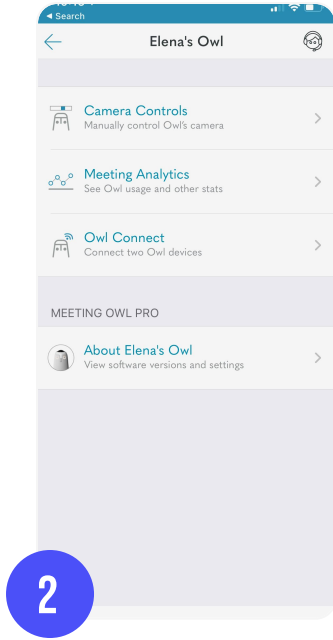 ◀ Search
Elena's Owl
Camera Controls
Manually control Owl's camera
Meeting Analytics
See Owl usage and other stats
Owl Connect
Connect two Owl devices
MEETING OWL PRO
About Elena's Owl
View software versions and settings
2